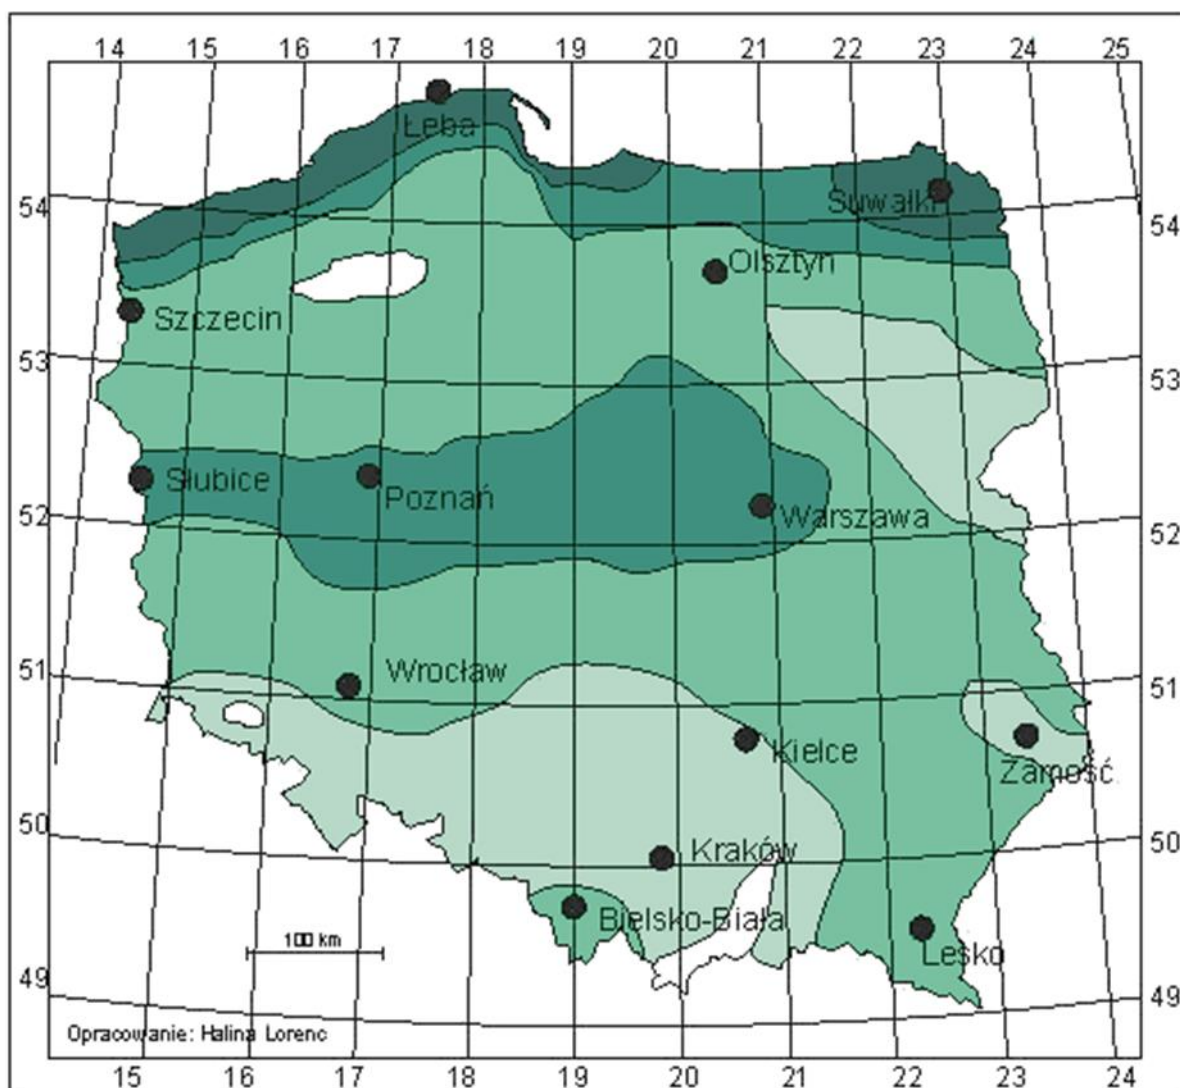 14 15 16 17 18 19 20 21 22 23 24 25
Łeba
54
Suwałki
54
Olsztyn
Szczecin
53
53
Słubice
Poznań
52
Warszawa
52
51
Wrocław
51
Kielce
Zamość
50
Kraków
50
Bielsko-Biała
100 km
Lesko
49
49
Opracowanie: Halina Lorenc
15 16 17 18 19 20 21 22 23 24